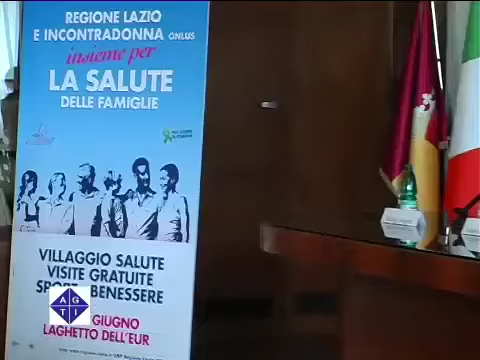 REGIONE LAZIO
E INCONTRADONNA ONLUS
insieme per
LA SALUTE
DELLE FAMIGLIE
VILLAGGIO SALUTE
VISITE GRATUITE
SPORT BENESSERE
GIUGNO
LAGHETTO DELL'EUR
A G
T I